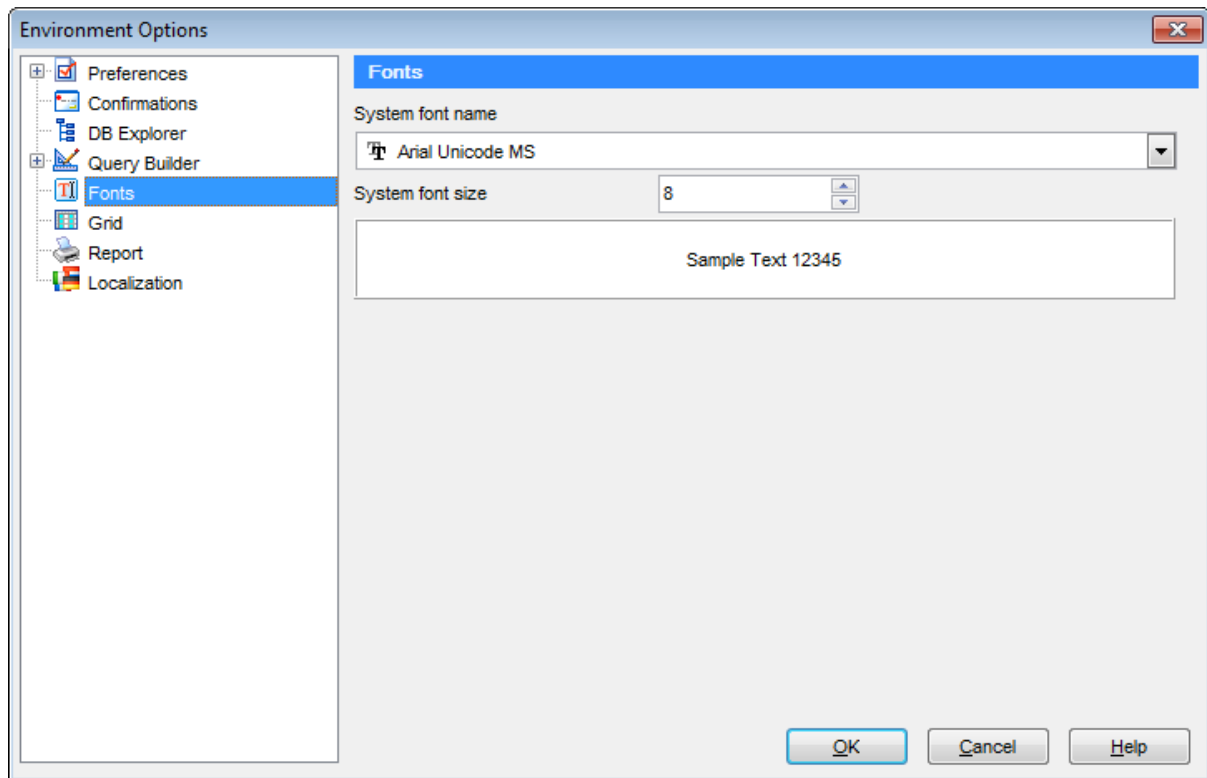 Environment Options
Preferences
Confirmations
DB Explorer
Query Builder
Fonts
Grid
Report
Localization
Fonts
System font name
Arial Unicode MS
System font size
8
Sample Text 12345
OK
Cancel
Help